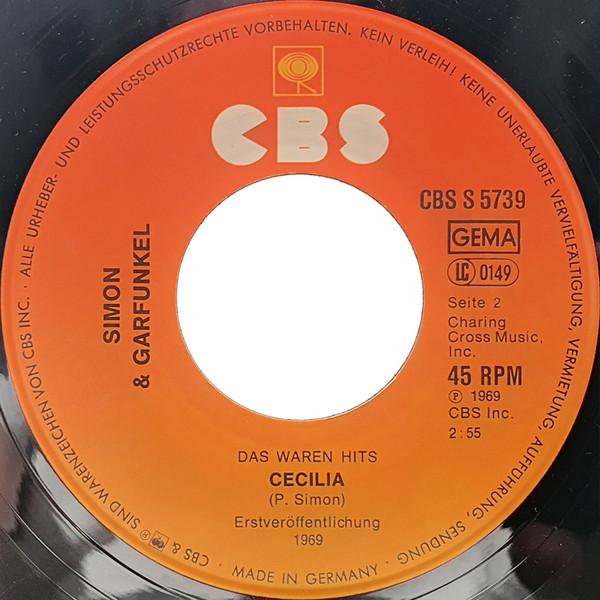 ALLE URHEBER- UND LEISTUNGSSCHUTZRECHTE VORBEHALTEN. KEIN VERLEIH! KEINE UNERLAUBTE VERVIELFÄLTIGUNG, VERMIETUNG, AUFFÜHRUNG, SENDUNG
CBS
CBS S 5739
GEMA
LC 0149
SIMON
& GARFUNKEL
Seite 2
Charing
Cross Music,
Inc.
45 RPM
℗ 1969
CBS Inc.
2:55
DAS WAREN HITS
CECILIA
(P. Simon)
Erstveröffentlichung
1969
CBS & ® SIND WARENZEICHEN VON CBS INC. ·
· MADE IN GERMANY ·